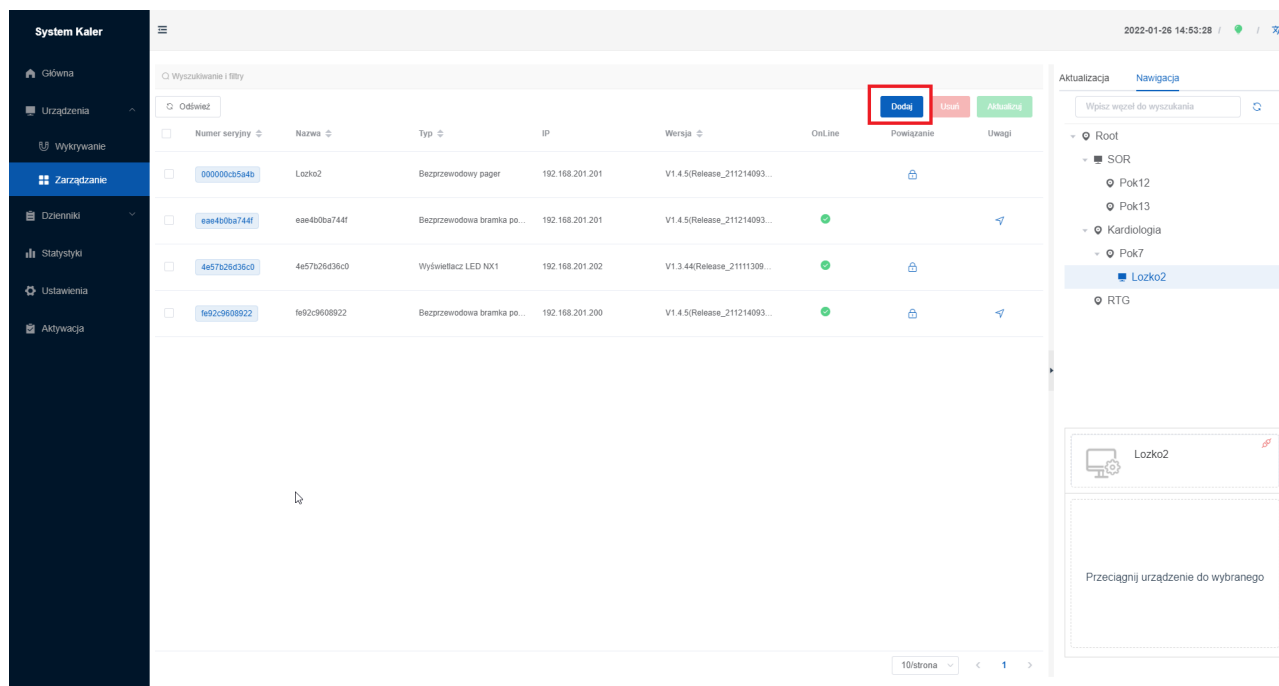 System Kaler
2022-01-26 14:53:28 /
/
Główna
Urządzenia
Wykrywanie
Zarządzanie
Dzienniki
Statystyki
Ustawienia
Aktywacja
Wyszukiwanie i filtry
Odśwież
Dodaj Usuń Aktualizuj
Numer seryjny Nazwa Typ IP Wersja OnLine Powiązanie Uwagi
000000cb5a4b Lozko2 Bezprzewodowy pager 192.168.201.201 V1.4.5(Release_211214093...
eae4b0ba744f eae4b0ba744f Bezprzewodowa bramka po... 192.168.201.201 V1.4.5(Release_211214093...
4e57b26d36c0 4e57b26d36c0 Wyświetlacz LED NX1 192.168.201.202 V1.3.44(Release_21111309...
fe92c9608922 fe92c9608922 Bezprzewodowa bramka po... 192.168.201.200 V1.4.5(Release_211214093...
10/strona < 1 >
Aktualizacja Nawigacja
Wpisz węzeł do wyszukania
Root
SOR
Pok12
Pok13
Kardiologia
Pok7
Lozko2
RTG
Lozko2
Przeciągnij urządzenie do wybranego